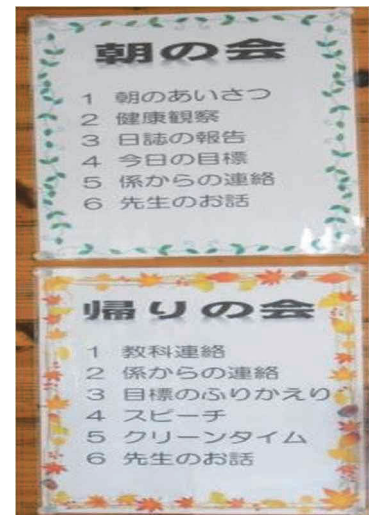 朝の会
1 朝のあいさつ
2 健康観察
3 日誌の報告
4 今日の目標
5 係からの連絡
6 先生のお話
帰りの会
1 教科連絡
2 係からの連絡
3 目標のふりかえり
4 スピーチ
5 クリーンタイム
6 先生のお話